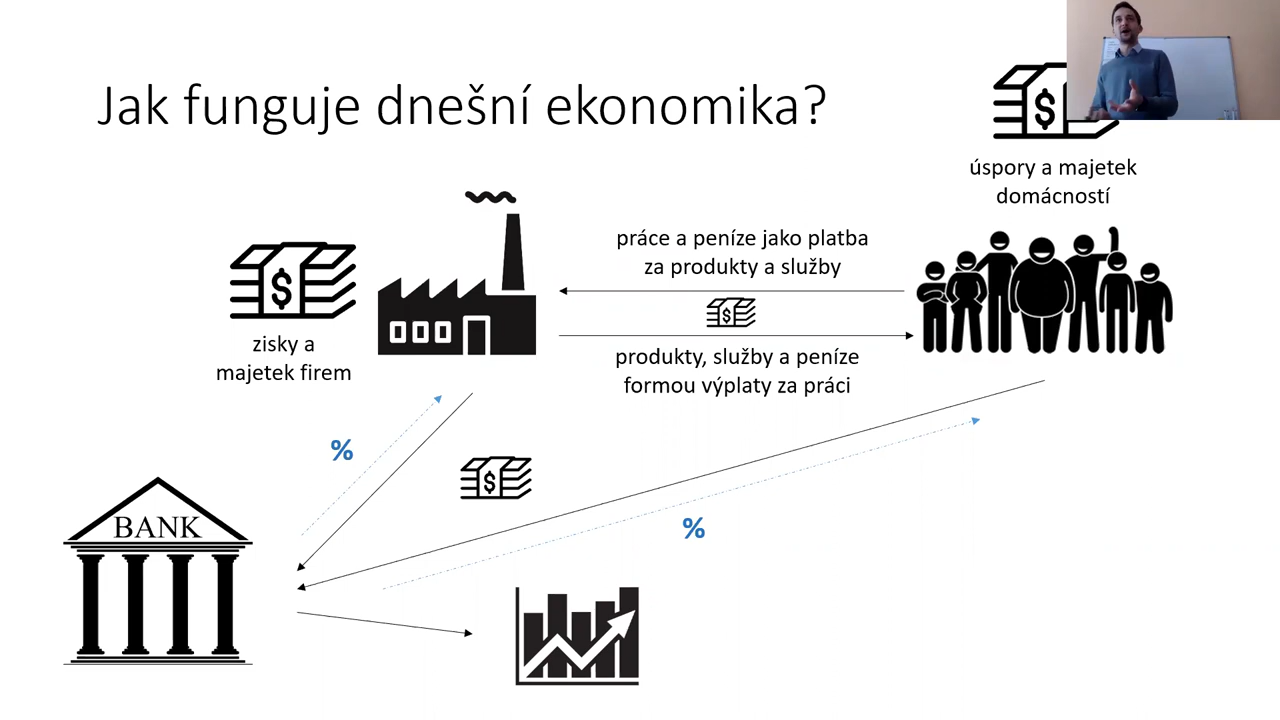 Jak funguje dnešní ekonomika?
$
úspory a majetek
domácností
práce a peníze jako platba
za produkty a služby
$
$
zisky a
majetek firem
produkty, služby a peníze
formou výplaty za práci
%
$
%
BANK